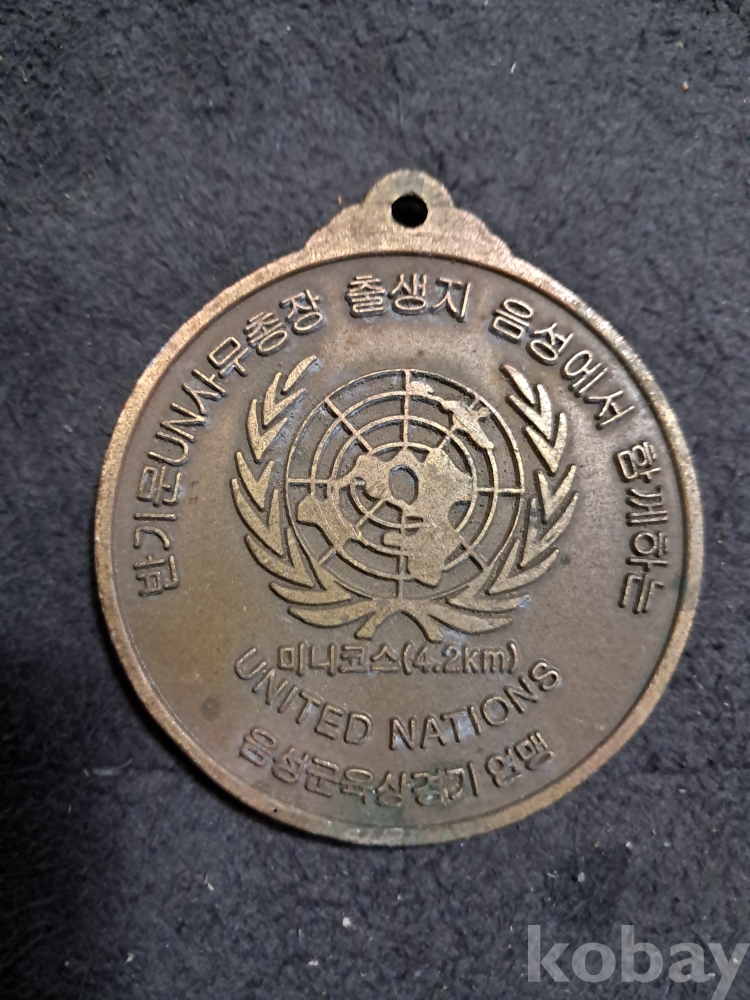 반기문UN사무총장 출생지 음성에서 함께하는
미니코스(4.2km)
UNITED NATIONS
음성군육상경기연맹
kobay